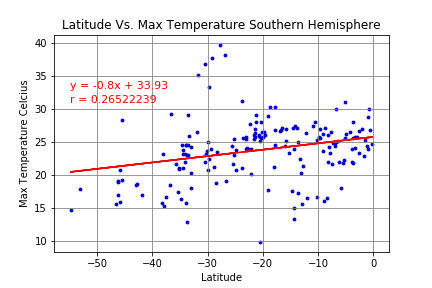 Latitude Vs. Max Temperature Southern Hemisphere
40
y = -0.8x + 33.93
r = 0.26522239
35
30
25
20
15
10
Max Temperature Celcius
−50 −40 −30 −20 −10 0
Latitude